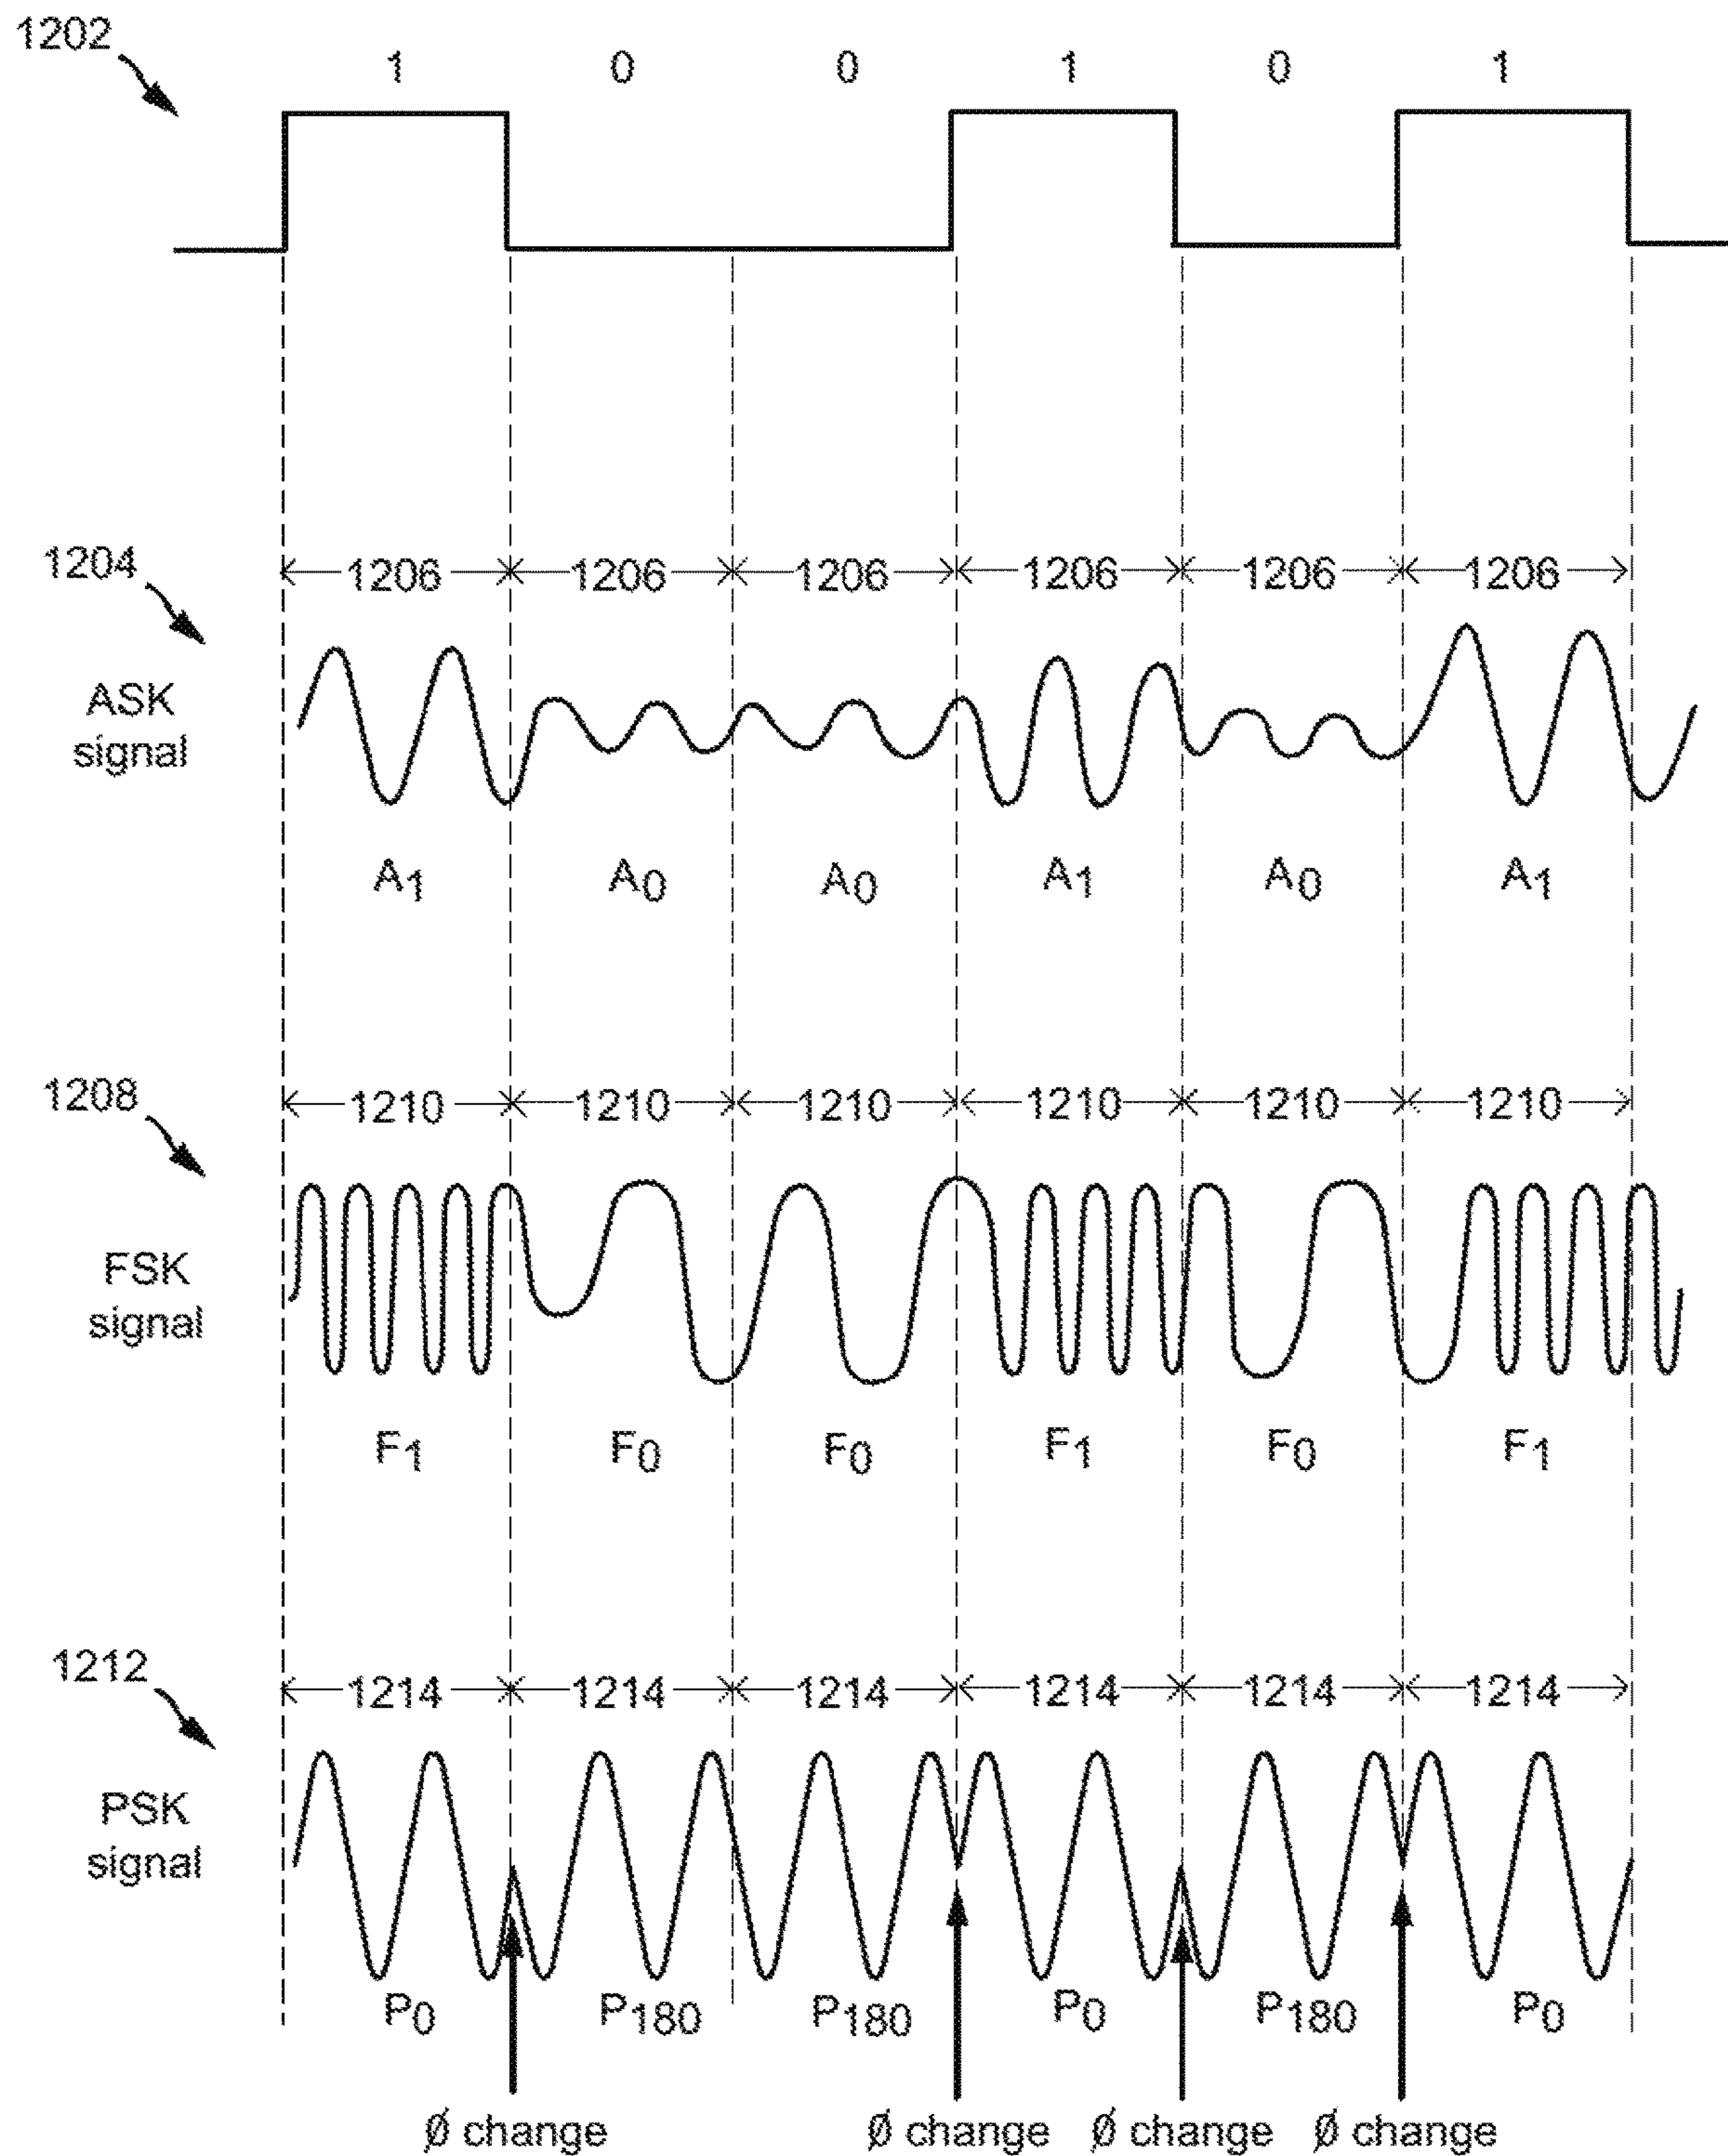 1202
1 0 0 1 0 1
1204
1206 1206 1206 1206 1206 1206
ASK
signal
A1 A0 A0 A1 A0 A1
1208
1210 1210 1210 1210 1210 1210
FSK
signal
F1 F0 F0 F1 F0 F1
1212
1214 1214 1214 1214 1214 1214
PSK
signal
P0 P180 P180 P0 P180 P0
Ø change Ø change Ø change Ø change